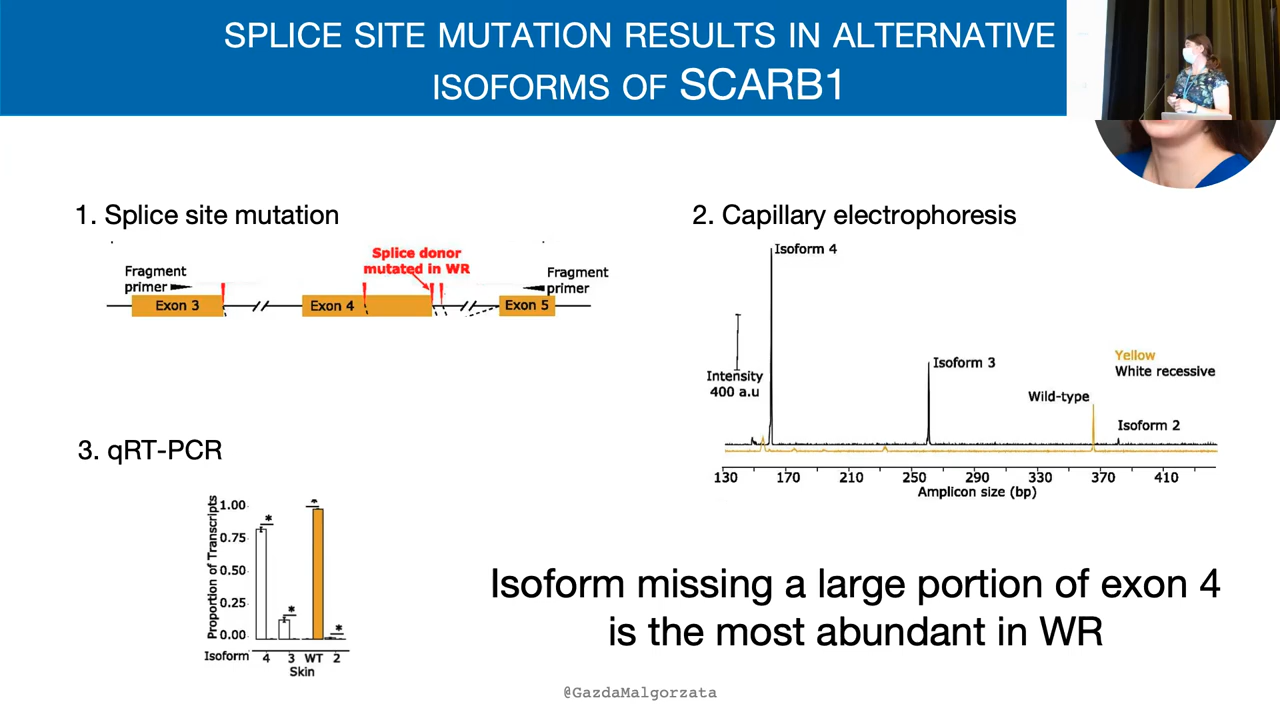 SPLICE SITE MUTATION RESULTS IN ALTERNATIVE
ISOFORMS OF SCARB1
1. Splice site mutation
Splice donor
mutated in WR
Fragment
primer
Fragment
primer
Exon 3
Exon 4
Exon 5
2. Capillary electrophoresis
Isoform 4
Isoform 3
Yellow
White recessive
Wild-type
Isoform 2
Intensity
400 a.u
130 170 210 250 290 330 370 410
Amplicon size (bp)
3. qRT-PCR
Proportion of Transcripts
1.00
0.75
0.50
0.25
0.00
* * * *
Isoform 4 3 WT 2
Skin
Isoform missing a large portion of exon 4
is the most abundant in WR
@GazdaMalgorzata